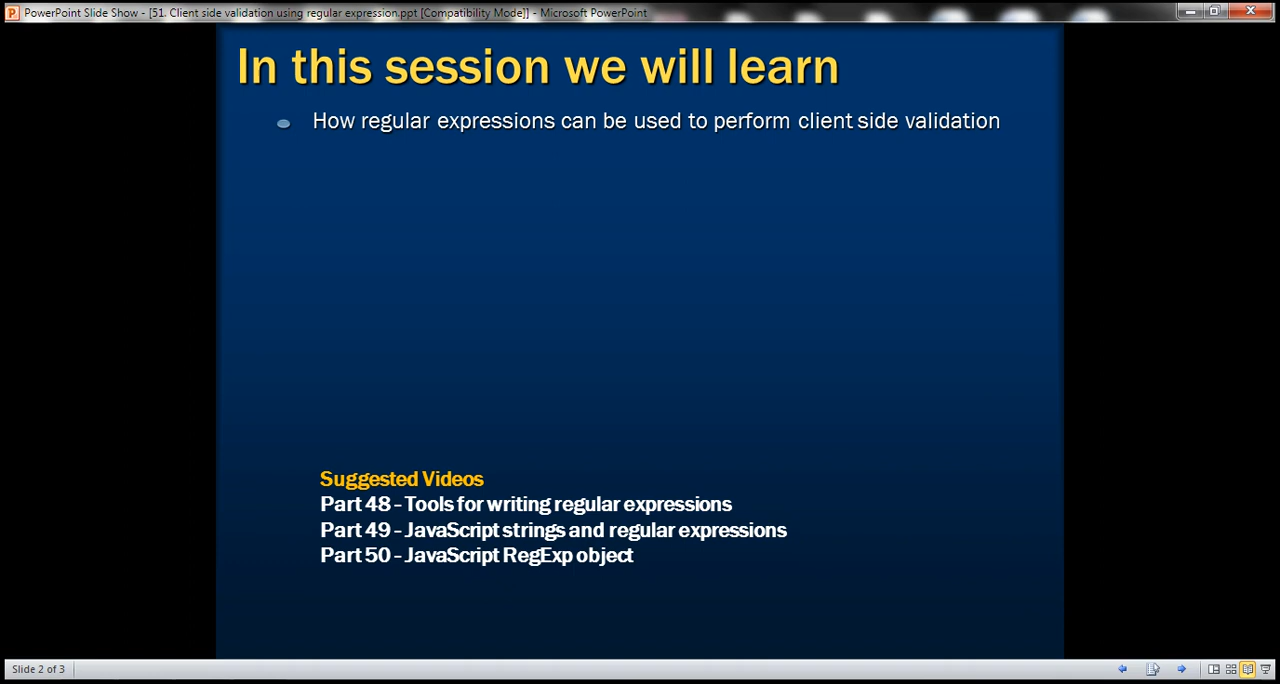 PowerPoint Slide Show - [51. Client side validation using regular expression.ppt [Compatibility Mode]] - Microsoft PowerPoint
In this session we will learn
How regular expressions can be used to perform client side validation
Suggested Videos
Part 48 - Tools for writing regular expressions
Part 49 - JavaScript strings and regular expressions
Part 50 - JavaScript RegExp object
Slide 2 of 3